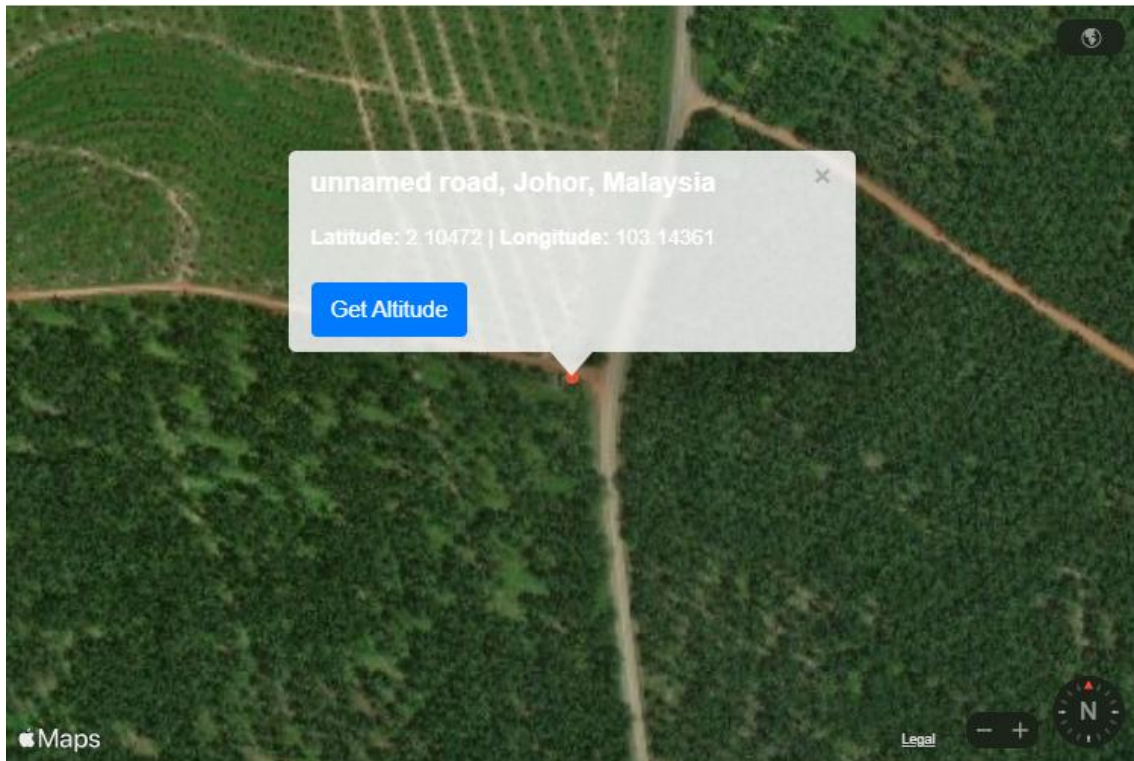 unnamed road, Johor, Malaysia
×
Latitude: 2.10472 | Longitude: 103.14361
Get Altitude
Maps
Legal
− +
N